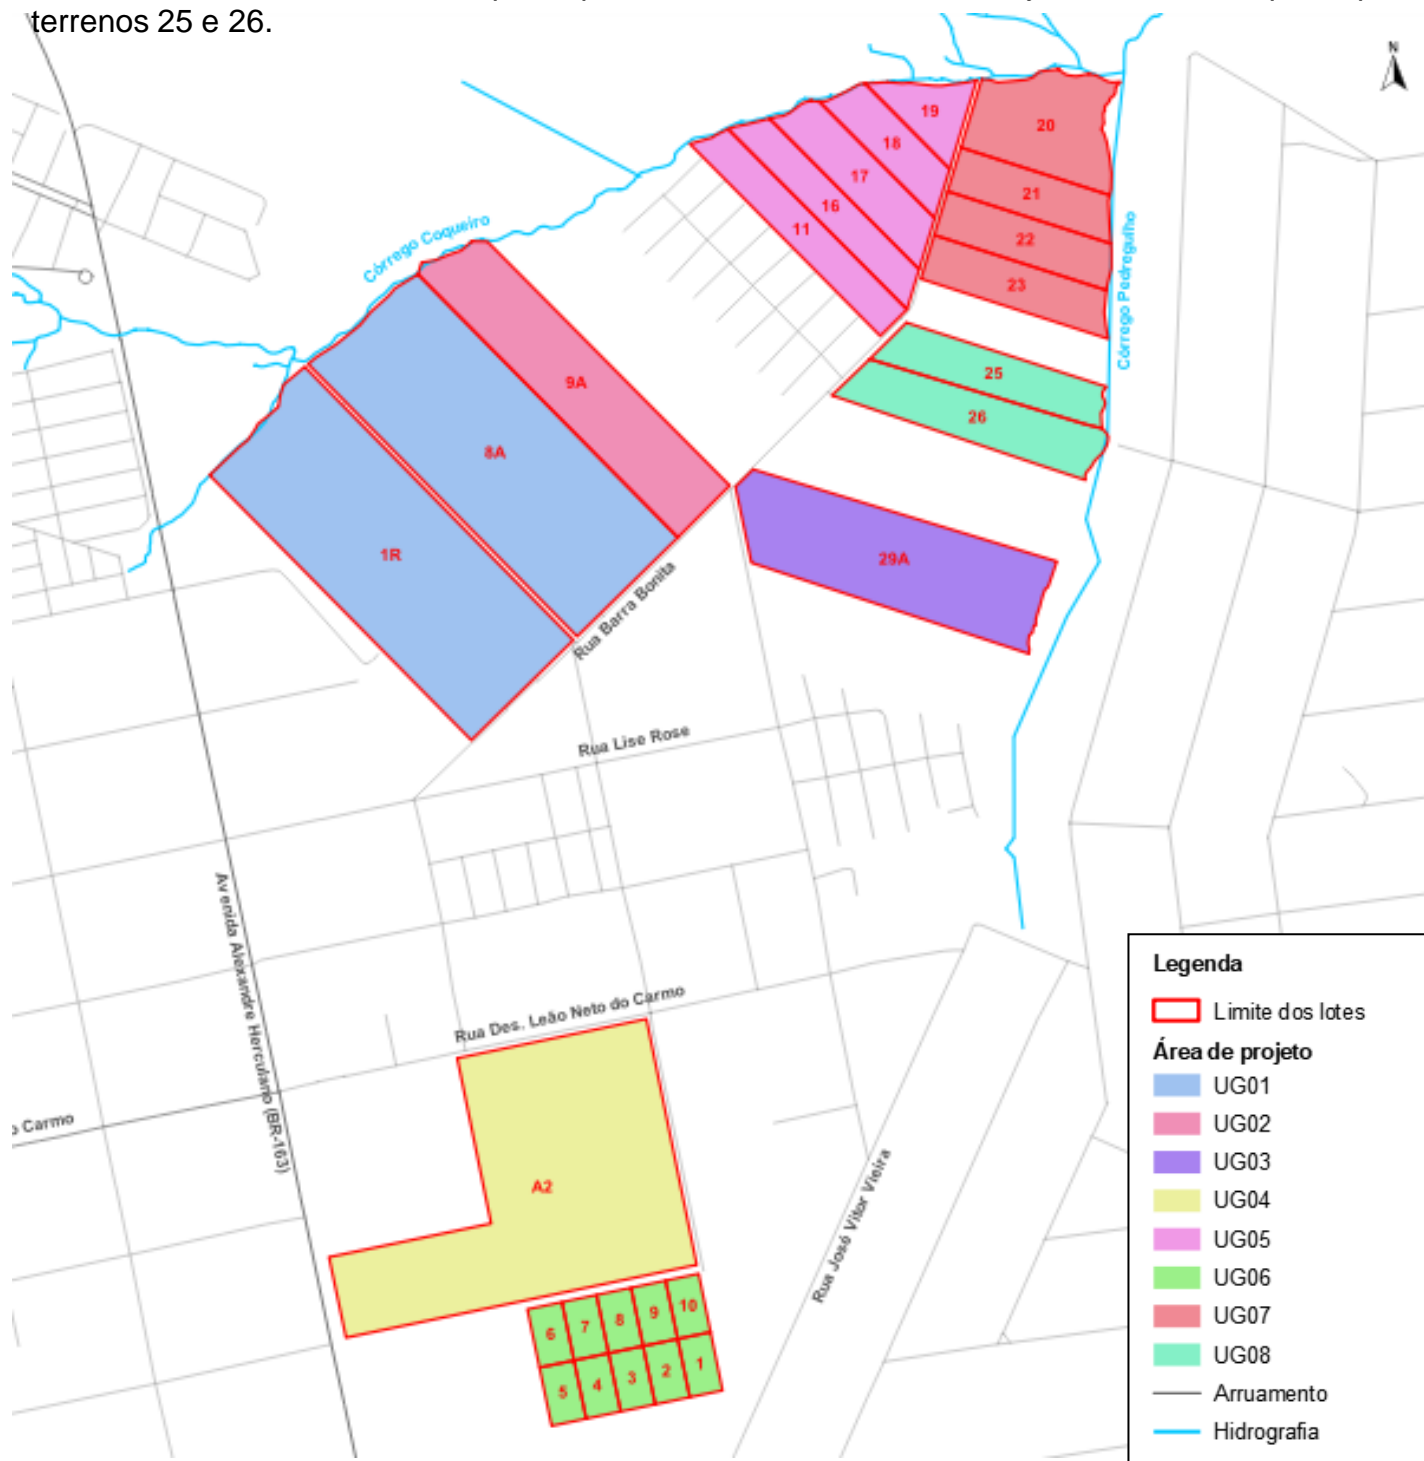 terrenos 25 e 26.
N
19
20
18
17
21
16
22
11
23
Córrego Coqueiro
Córrego Pedregulho
9A
25
26
8A
1R
29A
Rua Barra Bonita
Rua Lise Rose
Avenida Alexandre Herculano (BR-163)
Rua Des. Leão Neto do Carmo
Carmo
A2
Rua José Vitor Vieira
6 7 8 9 10
5 4 3 2 1
Legenda
Limite dos lotes
Área de projeto
UG01
UG02
UG03
UG04
UG05
UG06
UG07
UG08
Arruamento
Hidrografia